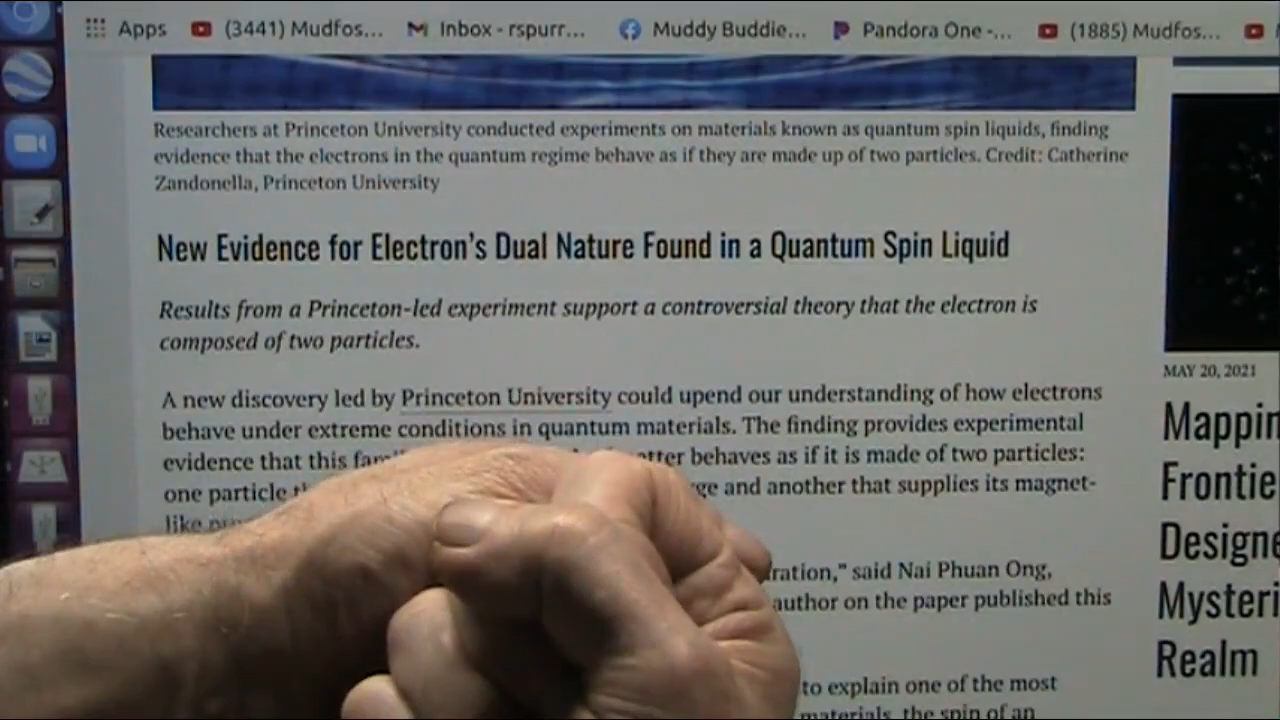 Apps (3441) Mudfos... Inbox - rspurr... Muddy Buddie... Pandora One -... (1885) Mudfos...
Researchers at Princeton University conducted experiments on materials known as quantum spin liquids, finding
evidence that the electrons in the quantum regime behave as if they are made up of two particles. Credit: Catherine
Zandonella, Princeton University
New Evidence for Electron's Dual Nature Found in a Quantum Spin Liquid
Results from a Princeton-led experiment support a controversial theory that the electron is
composed of two particles.
A new discovery led by Princeton University could upend our understanding of how electrons
behave under extreme conditions in quantum materials. The finding provides experimental
evidence that this behaves as if it is made of two particles:
one particle and another that supplies its magnet-
like
said Nai Phuan Ong,
author on the paper published this
to explain one of the most
materials, the spin of an
MAY 20, 2021
Mappin
Frontie
Designe
Mysteri
Realm